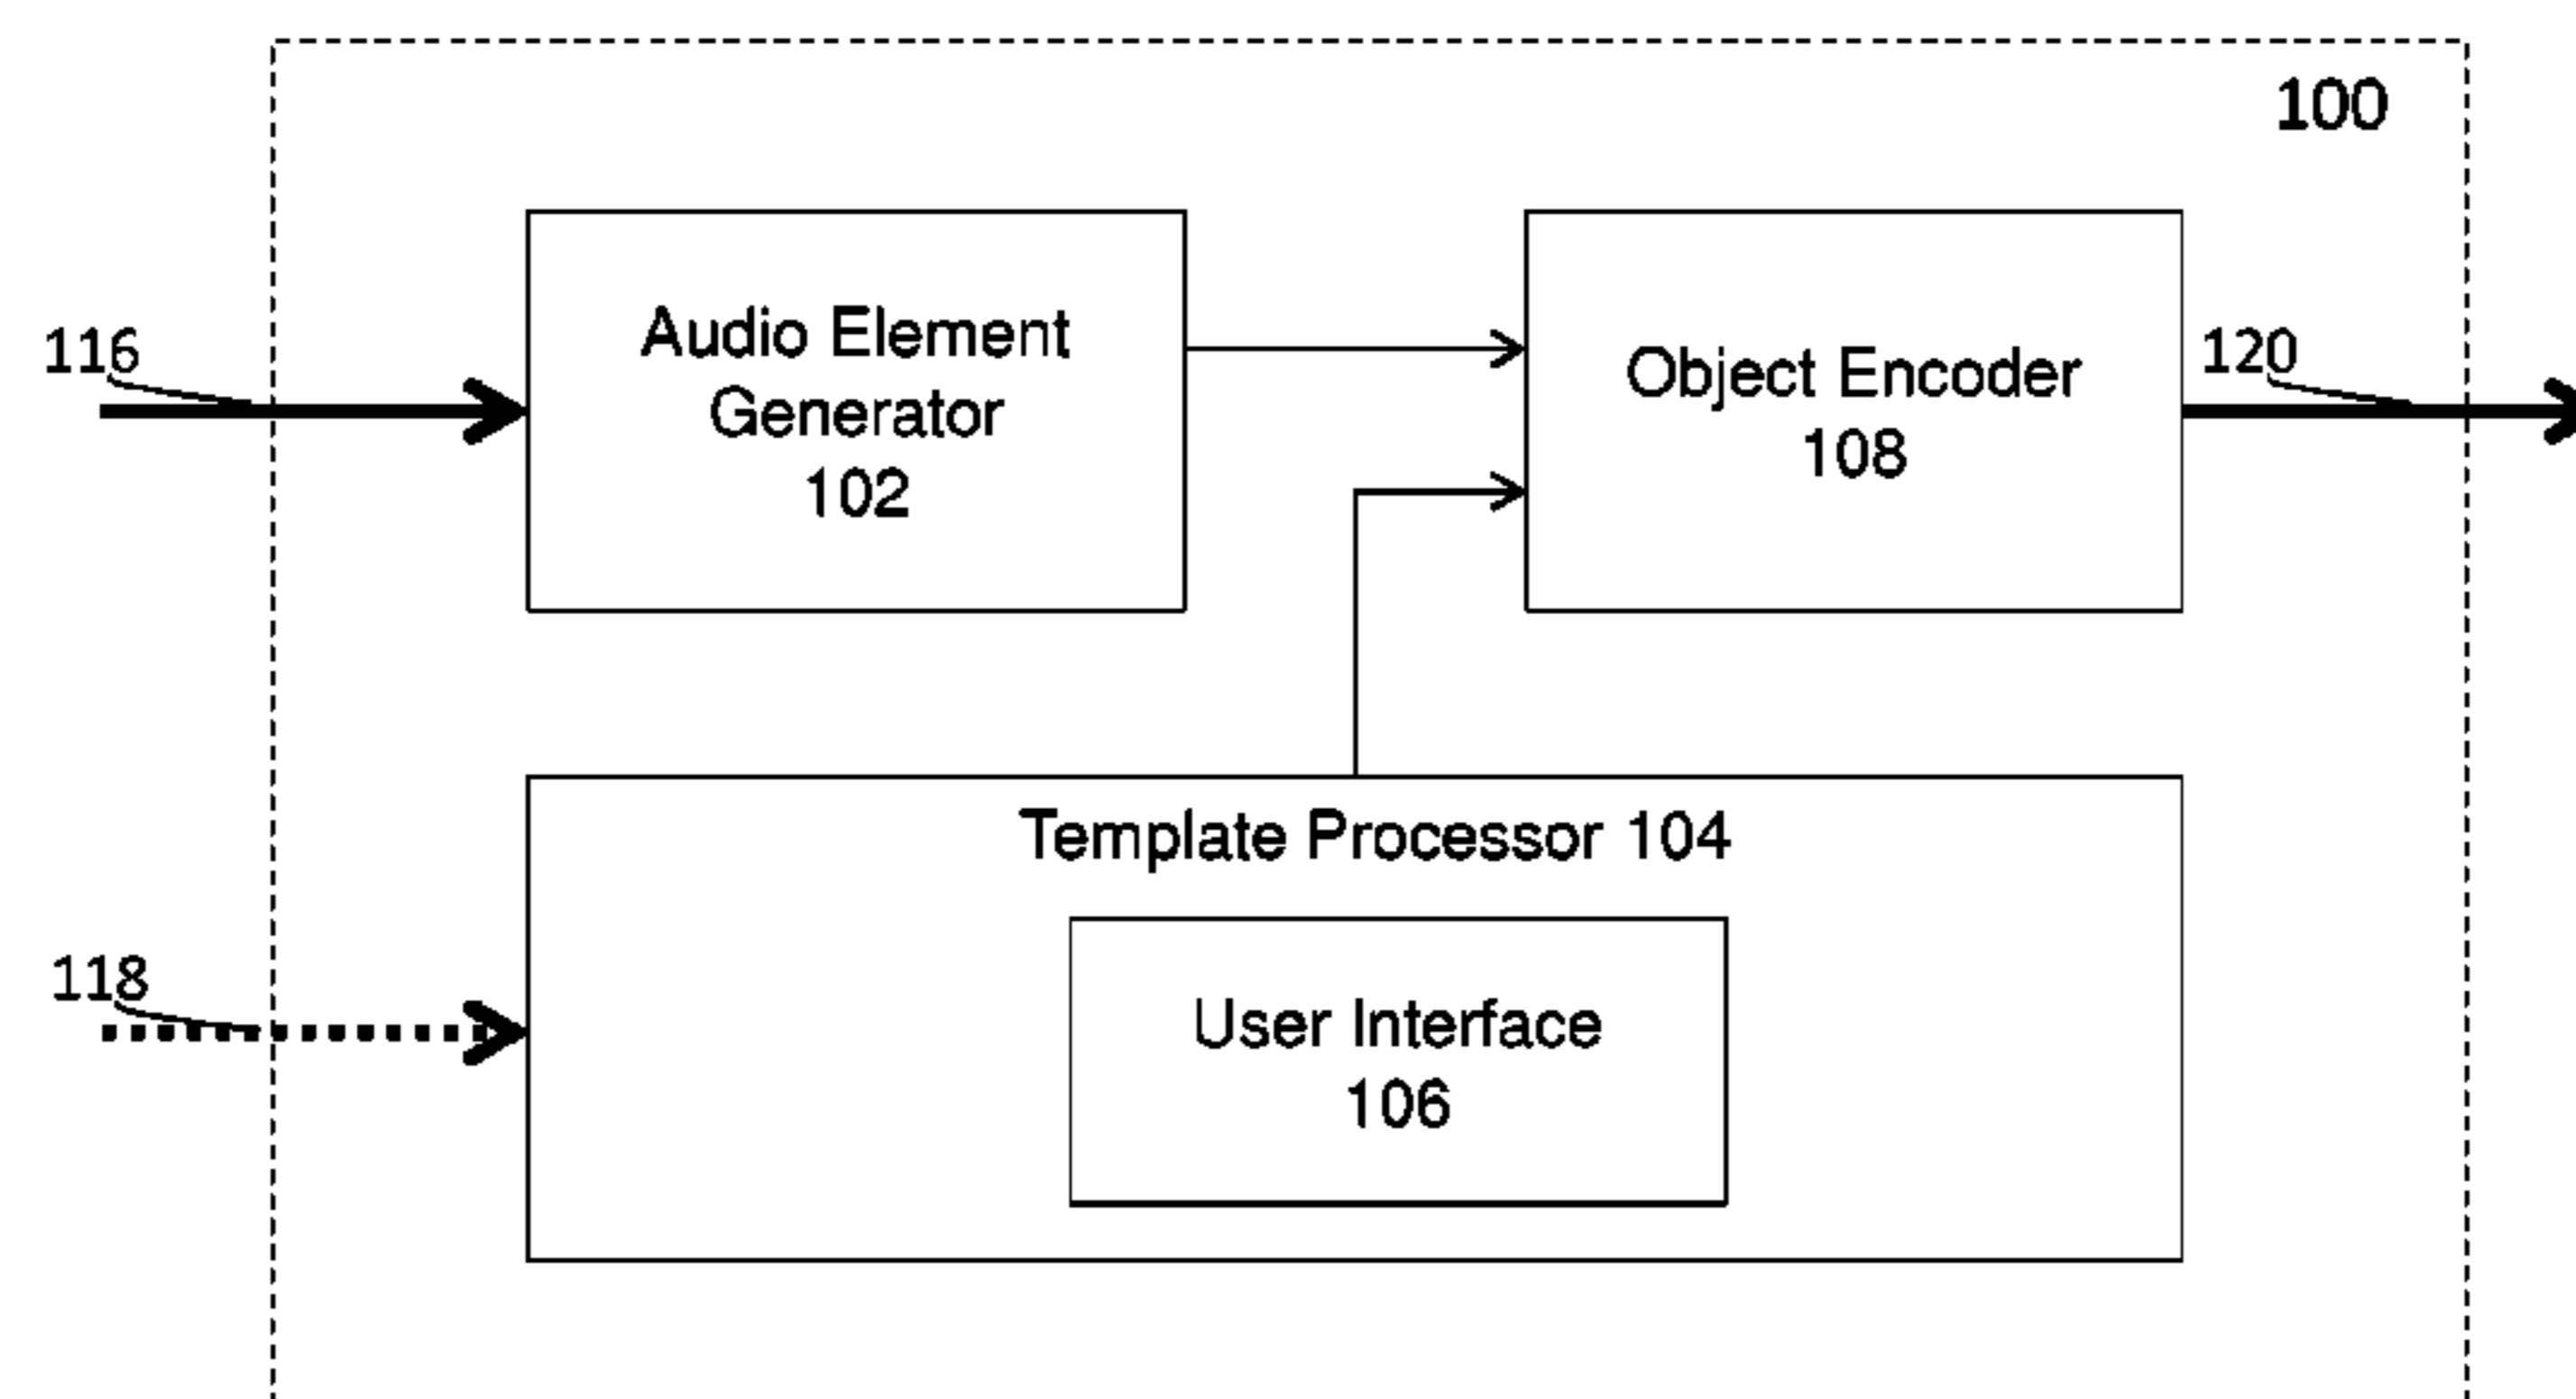 100
116
Audio Element
Generator
102
Object Encoder
108
120
Template Processor 104
118
User Interface
106